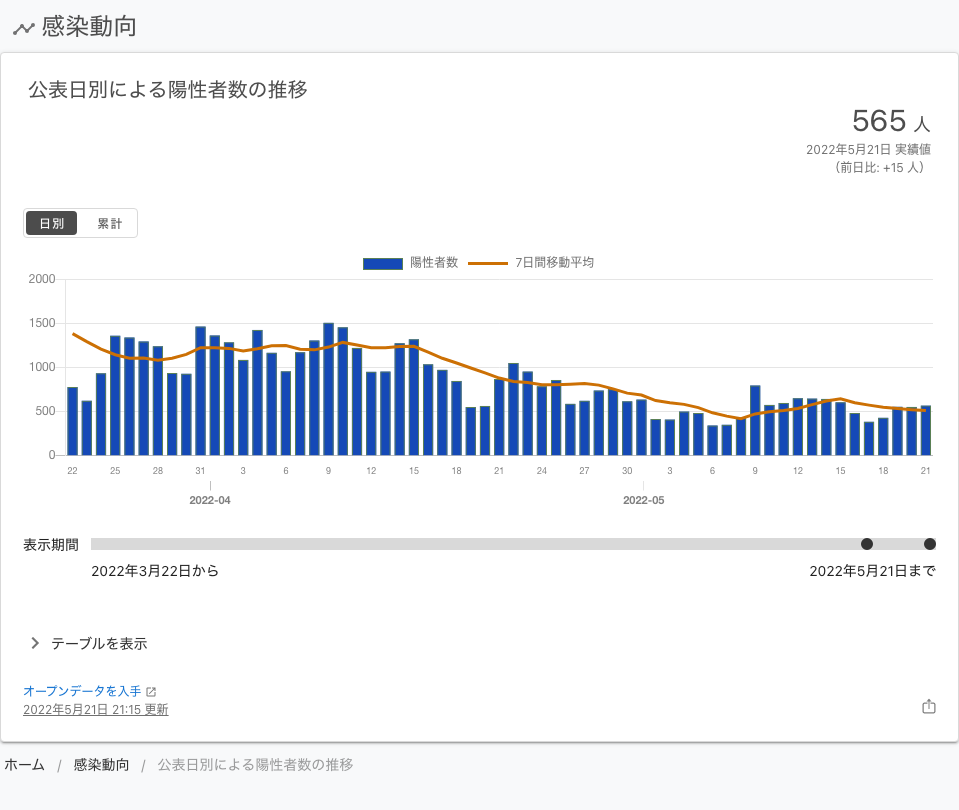 感染動向
公表日別による陽性者数の推移
565 人
2022年5月21日 実績値
（前日比: +15 人）
日別 累計
陽性者数 7日間移動平均
2000
1500
1000
500
0
22 25 28 31 3 6 9 12 15 18 21 24 27 30 3 6 9 12 15 18 21
2022-04 2022-05
表示期間
2022年3月22日から 2022年5月21日まで
テーブルを表示
オープンデータを入手
2022年5月21日 21:15 更新
ホーム / 感染動向 / 公表日別による陽性者数の推移